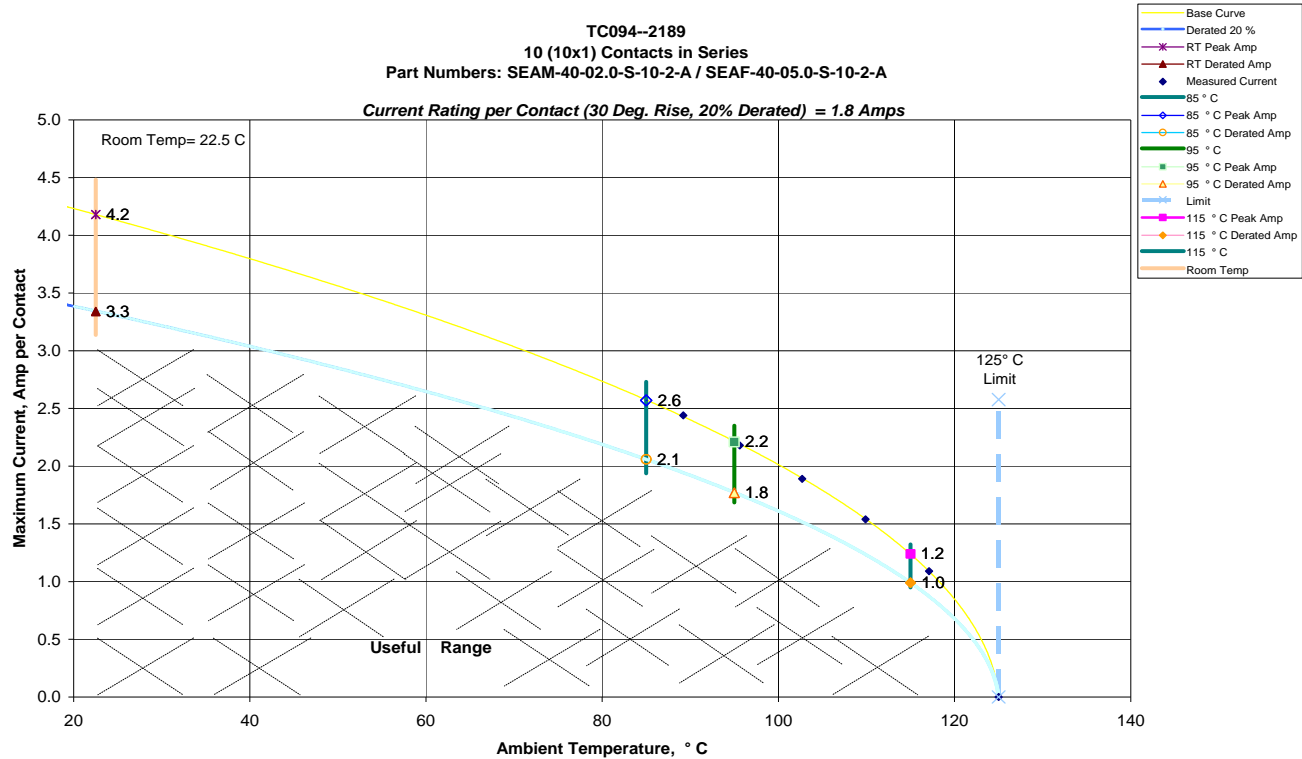 TC094--2189
10 (10x1) Contacts in Series
Part Numbers: SEAM-40-02.0-S-10-2-A / SEAF-40-05.0-S-10-2-A
Current Rating per Contact (30 Deg. Rise, 20% Derated) = 1.8 Amps
Base Curve
Derated 20 %
RT Peak Amp
RT Derated Amp
Measured Current
85 ° C
85 ° C Peak Amp
85 ° C Derated Amp
95 ° C
95 ° C Peak Amp
95 ° C Derated Amp
Limit
115 ° C Peak Amp
115 ° C Derated Amp
115 ° C
Room Temp
Maximum Current, Amp per Contact
5.0
4.5
4.0
3.5
3.0
2.5
2.0
1.5
1.0
0.5
0.0
Room Temp= 22.5 C
4.2
3.3
2.6
2.1
2.2
1.8
1.2
1.0
125° C
Limit
Useful Range
20
40
60
80
100
120
140
Ambient Temperature, ° C